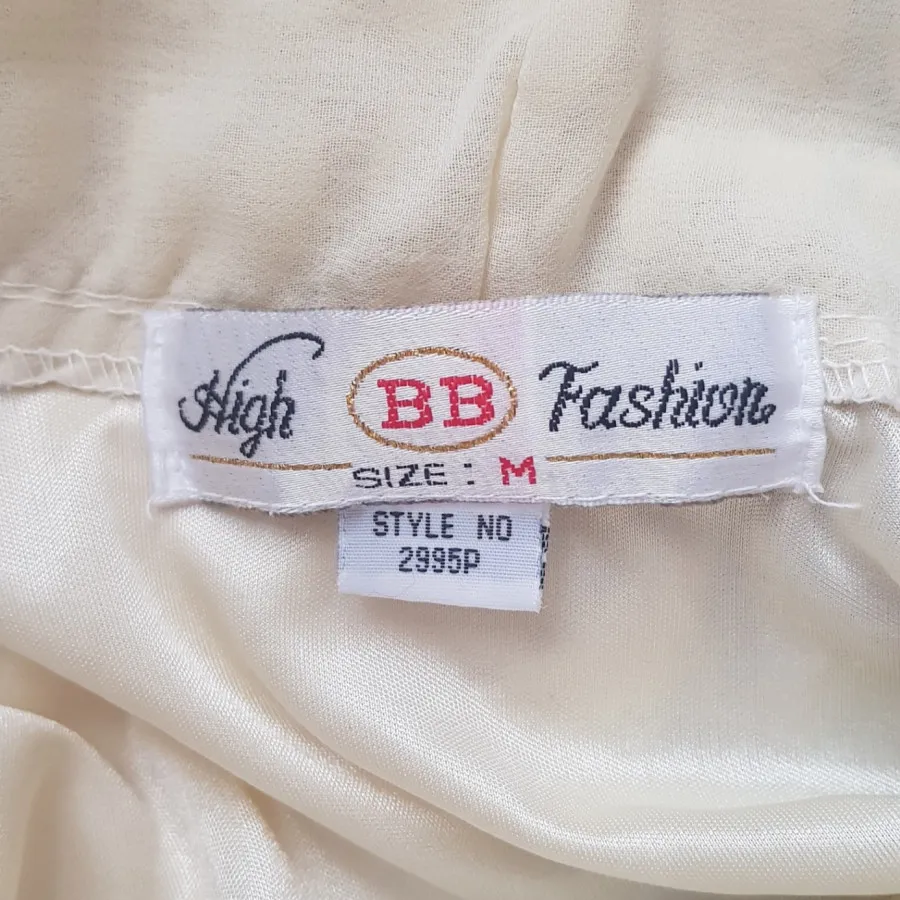 High BB Fashion
SIZE: M
STYLE NO
2995P